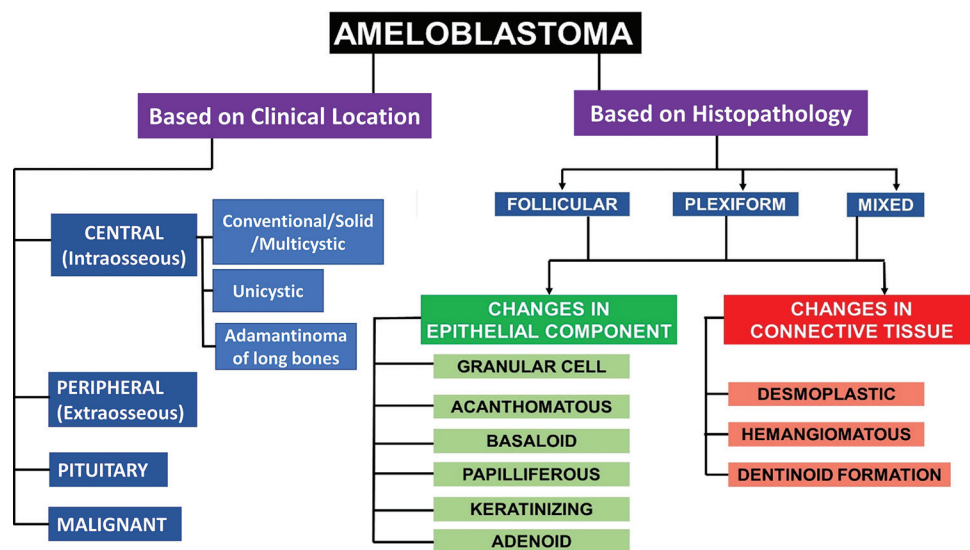 AMELOBLASTOMA
Based on Clinical Location
CENTRAL
(Intraosseous)
Conventional/Solid
/Multicystic
Unicystic
Adamantinoma
of long bones
PERIPHERAL
(Extraosseous)
PITUITARY
MALIGNANT
Based on Histopathology
FOLLICULAR
PLEXIFORM
MIXED
CHANGES IN
EPITHELIAL COMPONENT
GRANULAR CELL
ACANTHOMATOUS
BASALOID
PAPILLIFEROUS
KERATINIZING
ADENOID
CHANGES IN
CONNECTIVE TISSUE
DESMOPLASTIC
HEMANGIOMATOUS
DENTINOID FORMATION